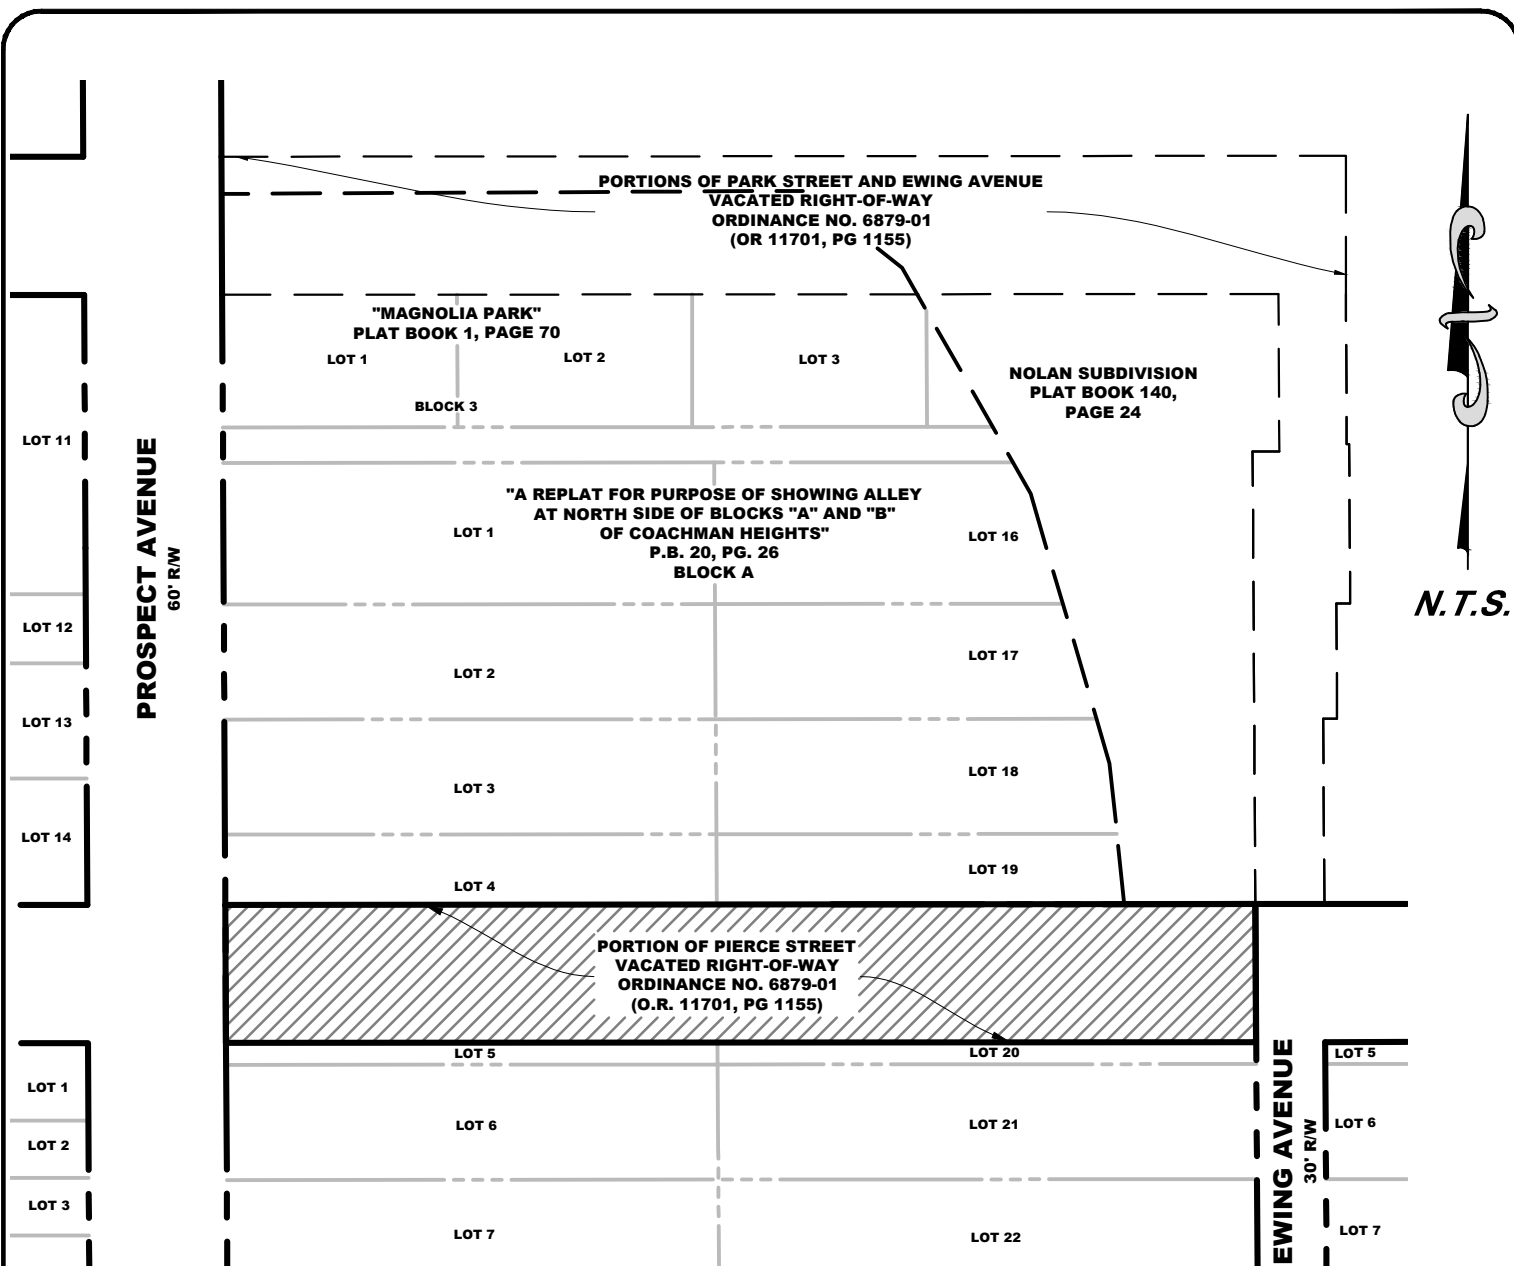 PORTIONS OF PARK STREET AND EWING AVENUE
VACATED RIGHT-OF-WAY
ORDINANCE NO. 6879-01
(OR 11701, PG 1155)
"MAGNOLIA PARK"
PLAT BOOK 1, PAGE 70
LOT 1
LOT 2
LOT 3
BLOCK 3
NOLAN SUBDIVISION
PLAT BOOK 140,
PAGE 24
N.T.S.
LOT 11
LOT 12
LOT 13
LOT 14
PROSPECT AVENUE
60' R/W
"A REPLAT FOR PURPOSE OF SHOWING ALLEY
AT NORTH SIDE OF BLOCKS "A" AND "B"
OF COACHMAN HEIGHTS"
P.B. 20, PG. 26
BLOCK A
LOT 1
LOT 16
LOT 2
LOT 17
LOT 3
LOT 18
LOT 4
LOT 19
PORTION OF PIERCE STREET
VACATED RIGHT-OF-WAY
ORDINANCE NO. 6879-01
(O.R. 11701, PG 1155)
LOT 1
LOT 2
LOT 3
LOT 5
LOT 20
LOT 6
LOT 21
LOT 7
LOT 22
EWING AVENUE
30' R/W
LOT 5
LOT 6
LOT 7